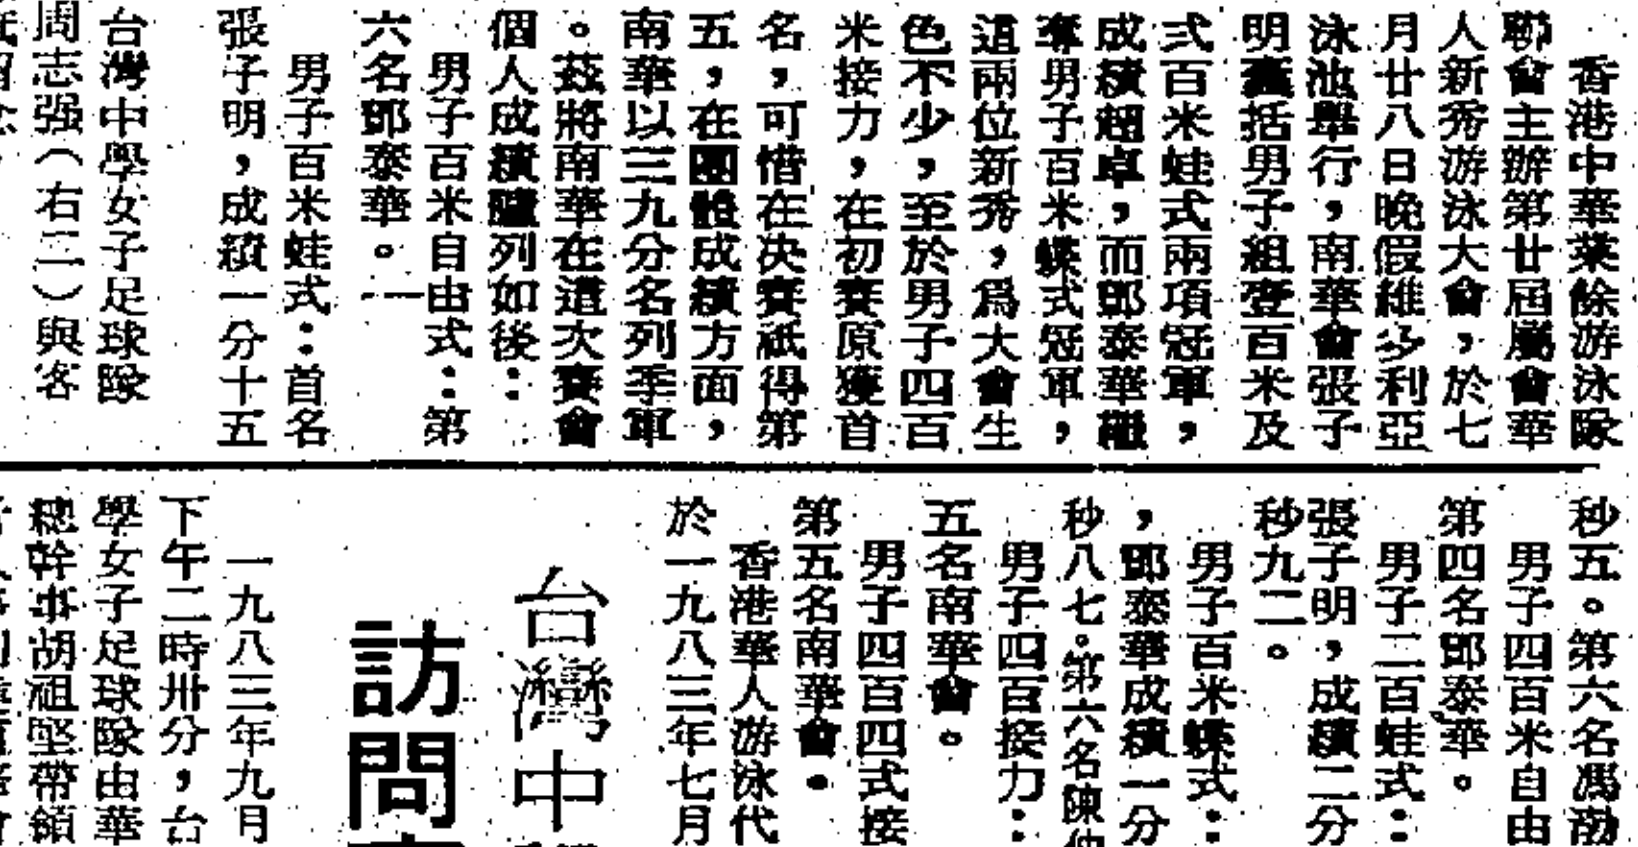 香港中華業餘游泳隊
聯會主辦第廿屆屬會華
人新秀游泳大會，於七
月廿八日晚假維多利亞
泳池舉行，南華會張子
明囊括男子組壹百米及
弍百米蛙式兩項冠軍，
成績超卓，而鄧泰華雖
奪男子百米蝶式冠軍，
這兩位新秀，爲大會生
色不少，至於男子四百
米接力，在初賽原獲首
名，可惜在決賽祇得第
五，在團體成績方面，
南華以三九分名列季軍
。茲將南華在這次賽會
個人成績臚列如後：
男子百米自由式：第
六名鄧泰華。一
男子百米蛙式：首名
張子明，成績一分十五
台灣中學女子足球隊
周志强（右二）與客
秒五。第六名馮
男子四百米自由
第四名鄧泰華。
男子二百蛙式：
張子明，成績二分
秒九二。
男子百米蝶式：
，鄧泰華成績一分
秒八七。第六名陳仲
男子四百接力：
五名南華會。
男子四百四式接
第五名南華會。
香港華人游泳代
於一九八三年七月
台灣中
訪問
一九八三年九月
下午二時卅分，台
學女子足球隊由華
總幹事胡祖堅帶領